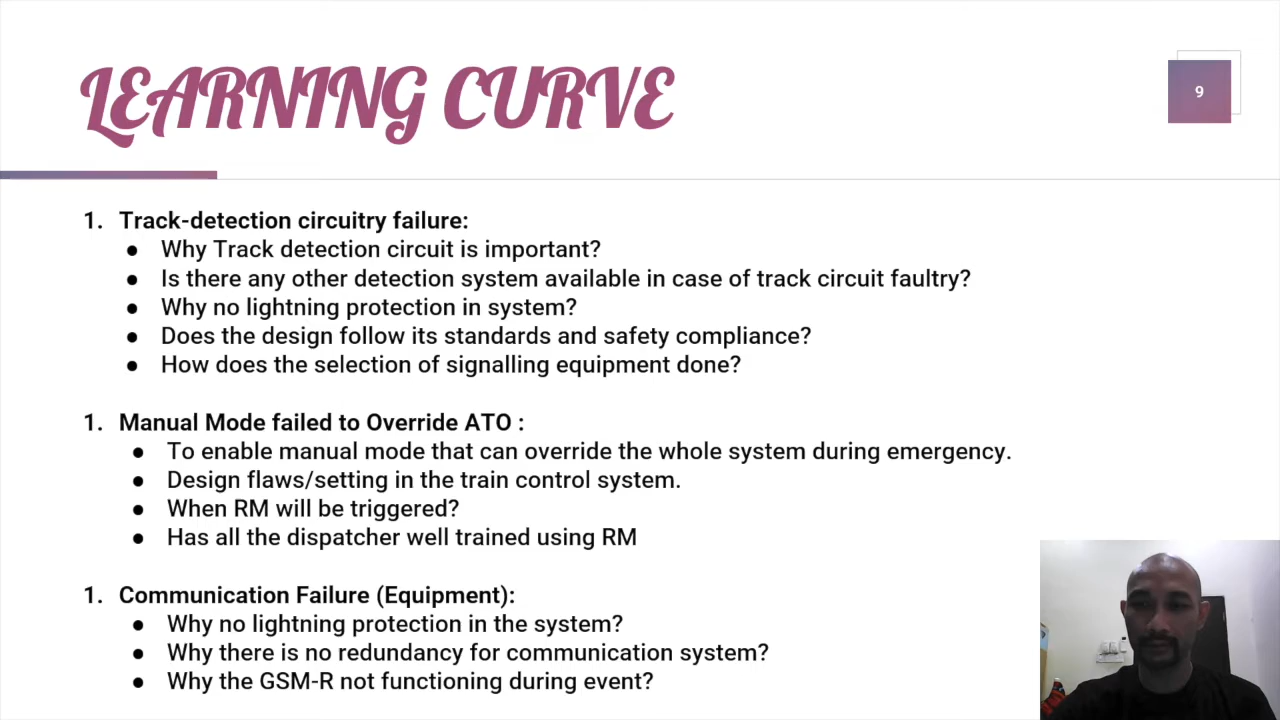 LEARNING CURVE
9
1. Track-detection circuitry failure:
● Why Track detection circuit is important?
● Is there any other detection system available in case of track circuit faultry?
● Why no lightning protection in system?
● Does the design follow its standards and safety compliance?
● How does the selection of signalling equipment done?
1. Manual Mode failed to Override ATO :
● To enable manual mode that can override the whole system during emergency.
● Design flaws/setting in the train control system.
● When RM will be triggered?
● Has all the dispatcher well trained using RM
1. Communication Failure (Equipment):
● Why no lightning protection in the system?
● Why there is no redundancy for communication system?
● Why the GSM-R not functioning during event?